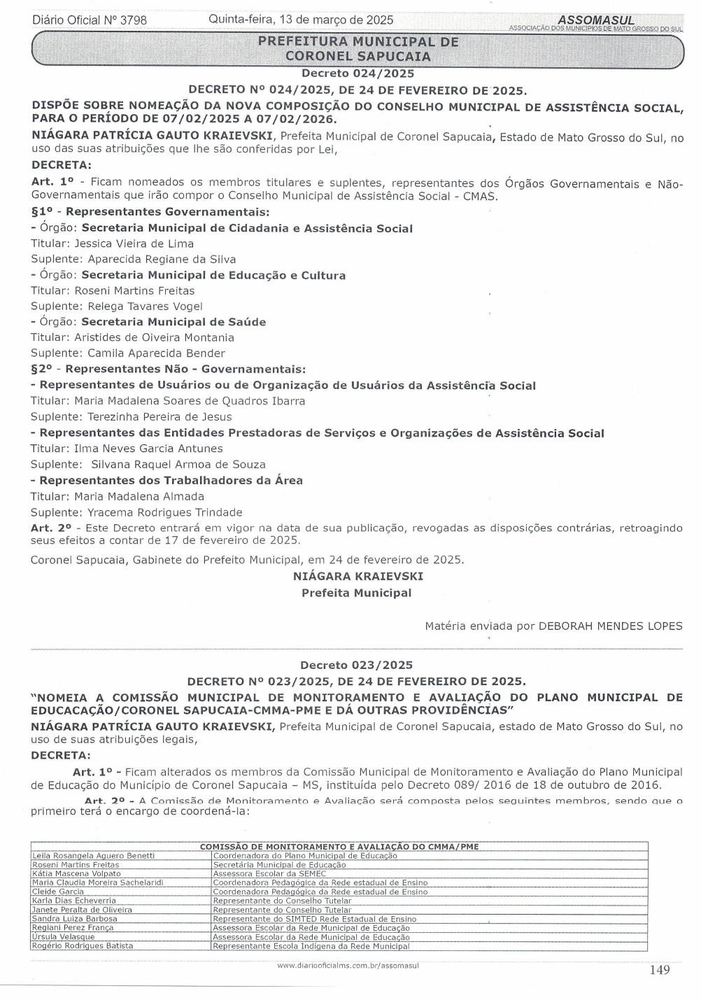 Diário Oficial Nº 3798 Quinta-feira, 13 de março de 2025 ASSOMASUL
ASSOCIAÇÃO DOS MUNICÍPIOS DE MATO GROSSO DO SUL
PREFEITURA MUNICIPAL DE
CORONEL SAPUCAIA
Decreto 024/2025
DECRETO Nº 024/2025, DE 24 DE FEVEREIRO DE 2025.
DISPÕE SOBRE NOMEAÇÃO DA NOVA COMPOSIÇÃO DO CONSELHO MUNICIPAL DE ASSISTÊNCIA SOCIAL,
PARA O PERÍODO DE 07/02/2025 A 07/02/2026.
NIÁGARA PATRÍCIA GAUTO KRAIEVSKI, Prefeita Municipal de Coronel Sapucaia, Estado de Mato Grosso do Sul, no
uso das suas atribuições que lhe são conferidas por Lei,
DECRETA:
Art. 1º - Ficam nomeados os membros titulares e suplentes, representantes dos Órgãos Governamentais e Não-
Governamentais que irão compor o Conselho Municipal de Assistência Social - CMAS.
§1º - Representantes Governamentais:
- Órgão: Secretaria Municipal de Cidadania e Assistência Social
Titular: Jessica Vieira de Lima
Suplente: Aparecida Regiane da Silva
- Órgão: Secretaria Municipal de Educação e Cultura
Titular: Roseni Martins Freitas
Suplente: Relega Tavares Vogel
- Órgão: Secretaria Municipal de Saúde
Titular: Aristides de Oiveira Montania
Suplente: Camila Aparecida Bender
§2º - Representantes Não - Governamentais:
- Representantes de Usuários ou de Organização de Usuários da Assistência Social
Titular: Maria Madalena Soares de Quadros Ibarra
Suplente: Terezinha Pereira de Jesus
- Representantes das Entidades Prestadoras de Serviços e Organizações de Assistência Social
Titular: Ilma Neves Garcia Antunes
Suplente: Silvana Raquel Armoa de Souza
- Representantes dos Trabalhadores da Área
Titular: Maria Madalena Almada
Suplente: Yracema Rodrigues Trindade
Art. 2º - Este Decreto entrará em vigor na data de sua publicação, revogadas as disposições contrárias, retroagindo
seus efeitos a contar de 17 de fevereiro de 2025.
Coronel Sapucaia, Gabinete do Prefeito Municipal, em 24 de fevereiro de 2025.
NIÁGARA KRAIEVSKI
Prefeita Municipal
Matéria enviada por DEBORAH MENDES LOPES
Decreto 023/2025
DECRETO Nº 023/2025, DE 24 DE FEVEREIRO DE 2025.
"NOMEIA A COMISSÃO MUNICIPAL DE MONITORAMENTO E AVALIAÇÃO DO PLANO MUNICIPAL DE
EDUCACAÇÃO/CORONEL SAPUCAIA-CMMA-PME E DÁ OUTRAS PROVIDÊNCIAS"
NIÁGARA PATRÍCIA GAUTO KRAIEVSKI, Prefeita Municipal de Coronel Sapucaia, estado de Mato Grosso do Sul, no
uso de suas atribuições legais,
DECRETA:
Art. 1º - Ficam alterados os membros da Comissão Municipal de Monitoramento e Avaliação do Plano Municipal
de Educação do Município de Coronel Sapucaia – MS, instituída pelo Decreto 089/ 2016 de 18 de outubro de 2016.
Art. 2º - A Comissão de Monitoramento e Avaliação será composta pelos seguintes membros, sendo que o
primeiro terá o encargo de coordená-la:
COMISSÃO DE MONITORAMENTO E AVALIAÇÃO DO CMMA/PME
Leila Rosangela Aguero Benetti Coordenadora do Plano Municipal de Educação
Roseni Martins Freitas Secretária Municipal de Educação
Kátia Mascena Volpato Assessora Escolar da SEMEC
Maria Claudia Moreira Sachelaridi Coordenadora Pedagógica da Rede estadual de Ensino
Cleide Garcia Coordenadora Pedagógica da Rede estadual de Ensino
Karla Dias Echeverria Representante do Conselho Tutelar
Janete Peralta de Oliveira Representante do Conselho Tutelar
Sandra Luiza Barbosa Representante do SIMTED Rede Estadual de Ensino
Regiani Perez França Assessora Escolar da Rede Municipal de Educação
Úrsula Velasque Assessora Escolar da Rede Municipal de Educação
Rogério Rodrigues Batista Representante Escola Indígena da Rede Municipal
www.diariooficialms.com.br/assomasul
149